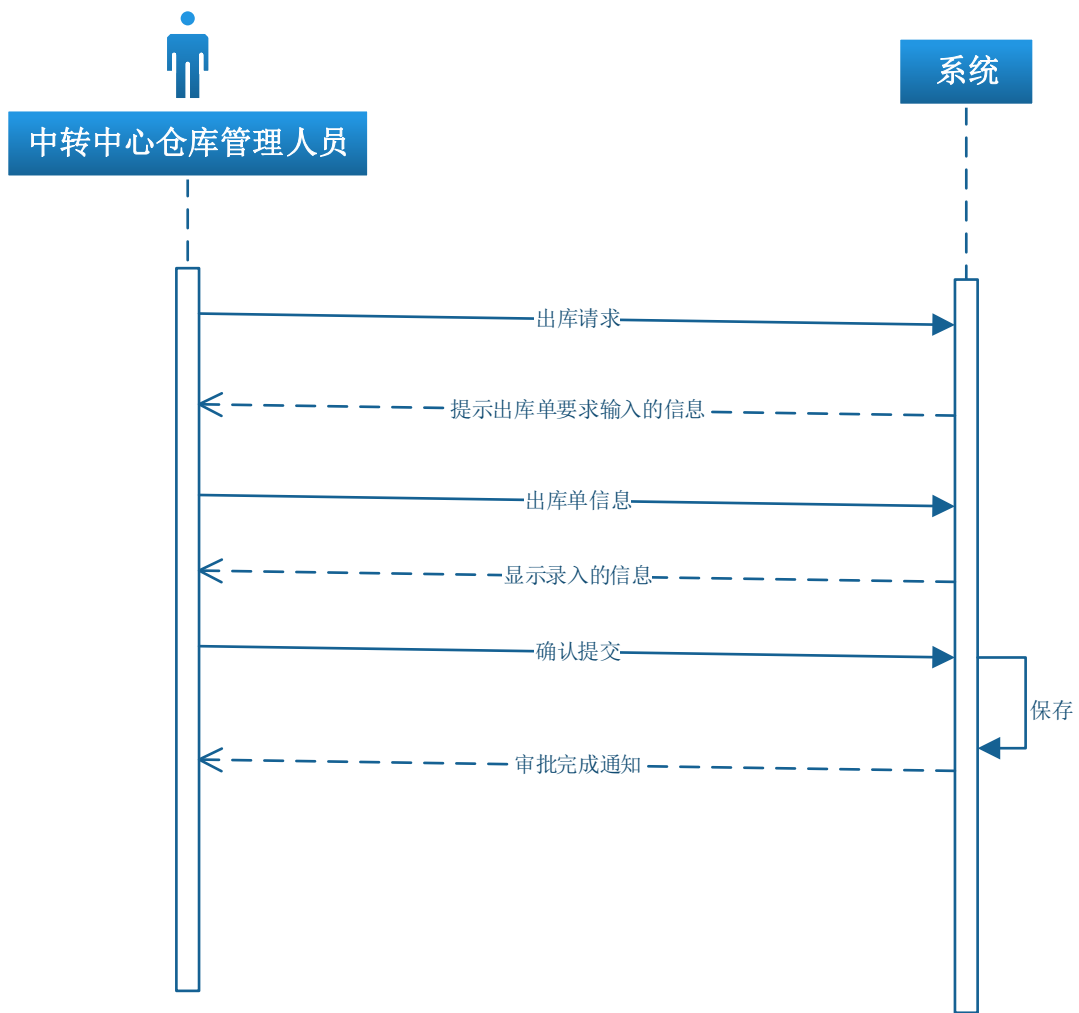 系统
中转中心仓库管理人员
出库请求
提示出库单要求输入的信息
出库单信息
显示录入的信息
确认提交
保存
审批完成通知